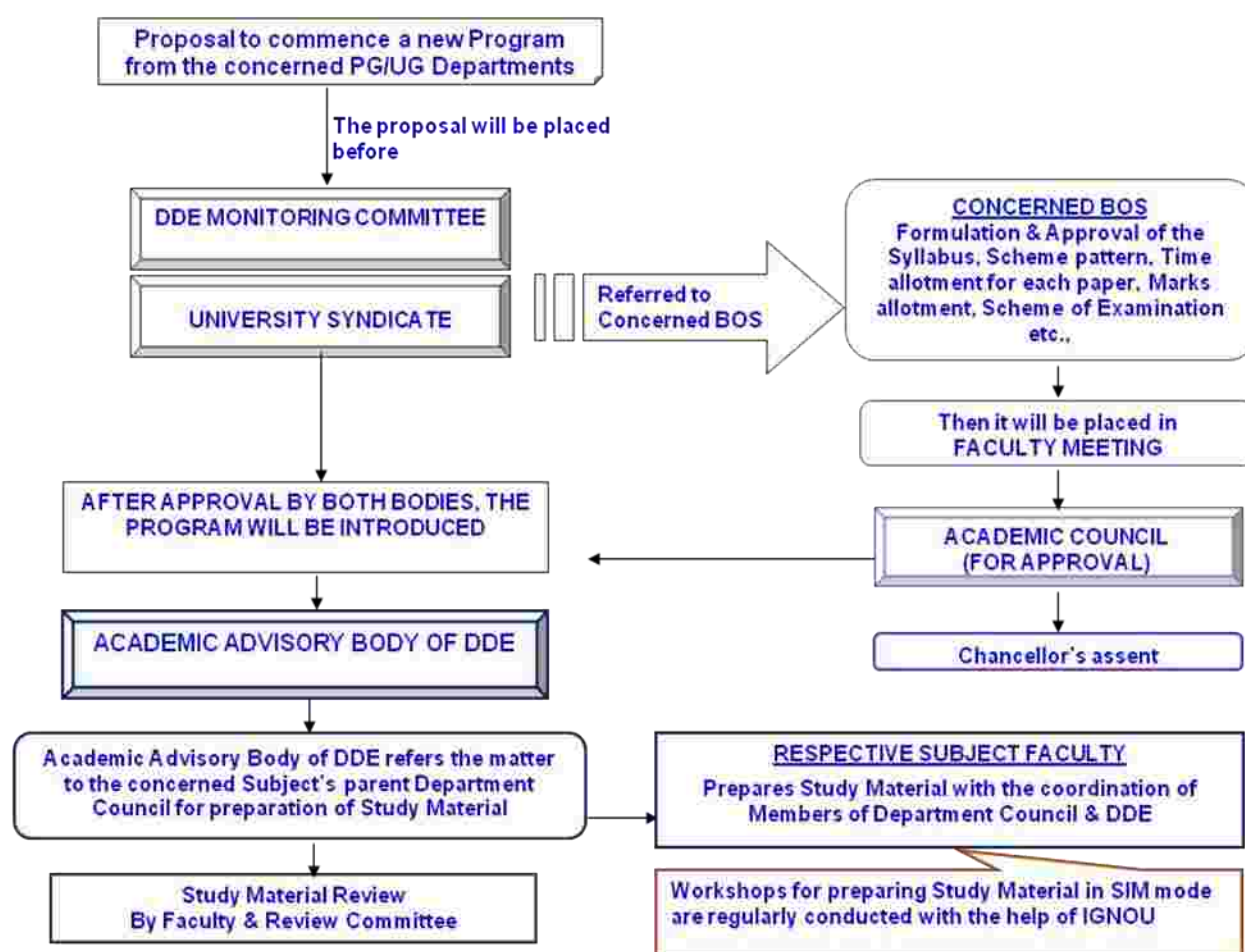 Proposal to commence a new Program
from the concerned PG/UG Departments
The proposal will be placed
before
DDE MONITORING COMMITTEE
UNIVERSITY SYNDICATE
Referred to
Concerned BOS
CONCERNED BOS
Formulation & Approval of the
Syllabus, Scheme pattern, Time
allotment for each paper, Marks
allotment, Scheme of Examination
etc.,
Then it will be placed in
FACULTY MEETING
ACADEMIC COUNCIL
(FOR APPROVAL)
Chancellor's assent
AFTER APPROVAL BY BOTH BODIES, THE
PROGRAM WILL BE INTRODUCED
ACADEMIC ADVISORY BODY OF DDE
Academic Advisory Body of DDE refers the matter
to the concerned Subject's parent Department
Council for preparation of Study Material
RESPECTIVE SUBJECT FACULTY
Prepares Study Material with the coordination of
Members of Department Council & DDE
Workshops for preparing Study Material in SIM mode
are regularly conducted with the help of IGNOU
Study Material Review
By Faculty & Review Committee